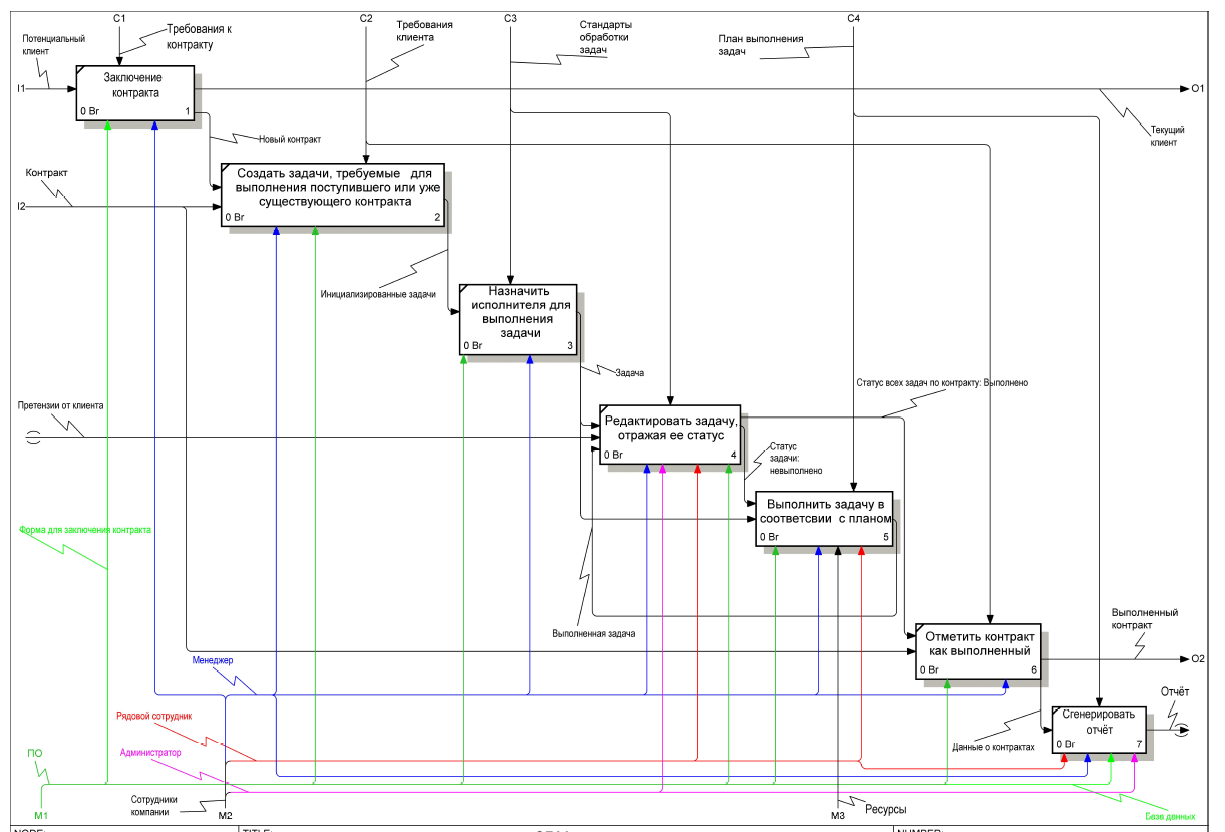 C1
C2
C3
C4
Потенциальный
клиент
Требования к
контракту
Требования
клиента
Стандарты
обработки
задач
План выполнения
задач
I1
Заключение
контракта
0 Br
1
O1
Текущий
клиент
Новый контракт
Контракт
I2
Создать задачи, требуемые для
выполнения поступившего или уже
существующего контракта
0 Br
2
Инициализированные задачи
Назначить
исполнителя для
выполнения
задачи
0 Br
3
Задача
Статус всех задач по контракту: Выполнено
Претензии от клиента
Редактировать задачу,
отражая ее статус
0 Br
4
Статус
задачи:
невыполнено
Выполнить задачу в
соответсвии с планом
0 Br
5
Форма для заключения контракта
Выполненная задача
Выполненный
контракт
Отметить контракт
как выполненный
0 Br
6
O2
Менеджер
Отчёт
Рядовой сотрудник
Сгенерировать
отчёт
0 Br
7
Данные о контрактах
ПО
Администратор
Сотрудники
компании
M1
M2
M3
Ресурсы
База данных
NODE:
TITLE:
NUMBER: